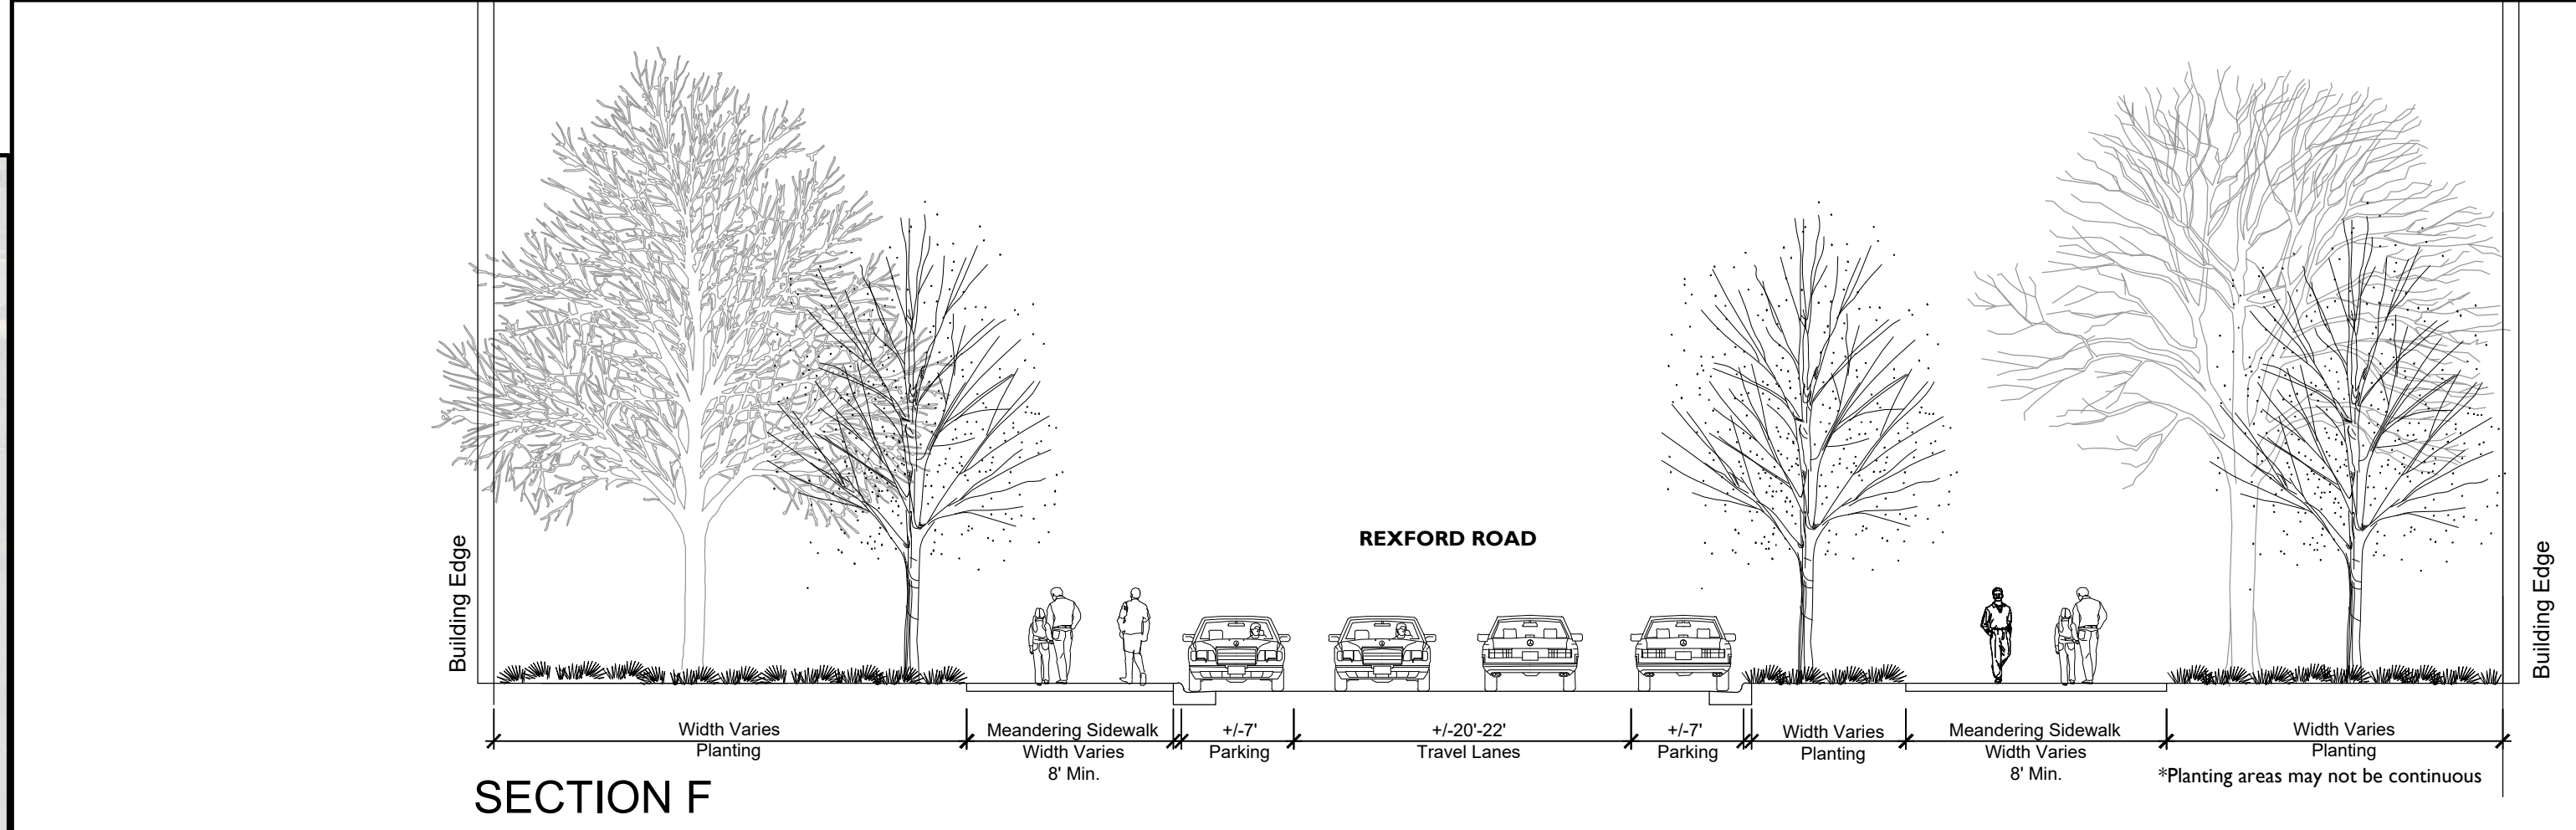 REXFORD ROAD
Building Edge
Building Edge
Width Varies
Planting
Meandering Sidewalk
Width Varies
8' Min.
+/-7'
Parking
+/-20'-22'
Travel Lanes
+/-7'
Parking
Width Varies
Planting
Meandering Sidewalk
Width Varies
8' Min.
Width Varies
Planting
*Planting areas may not be continuous
SECTION F